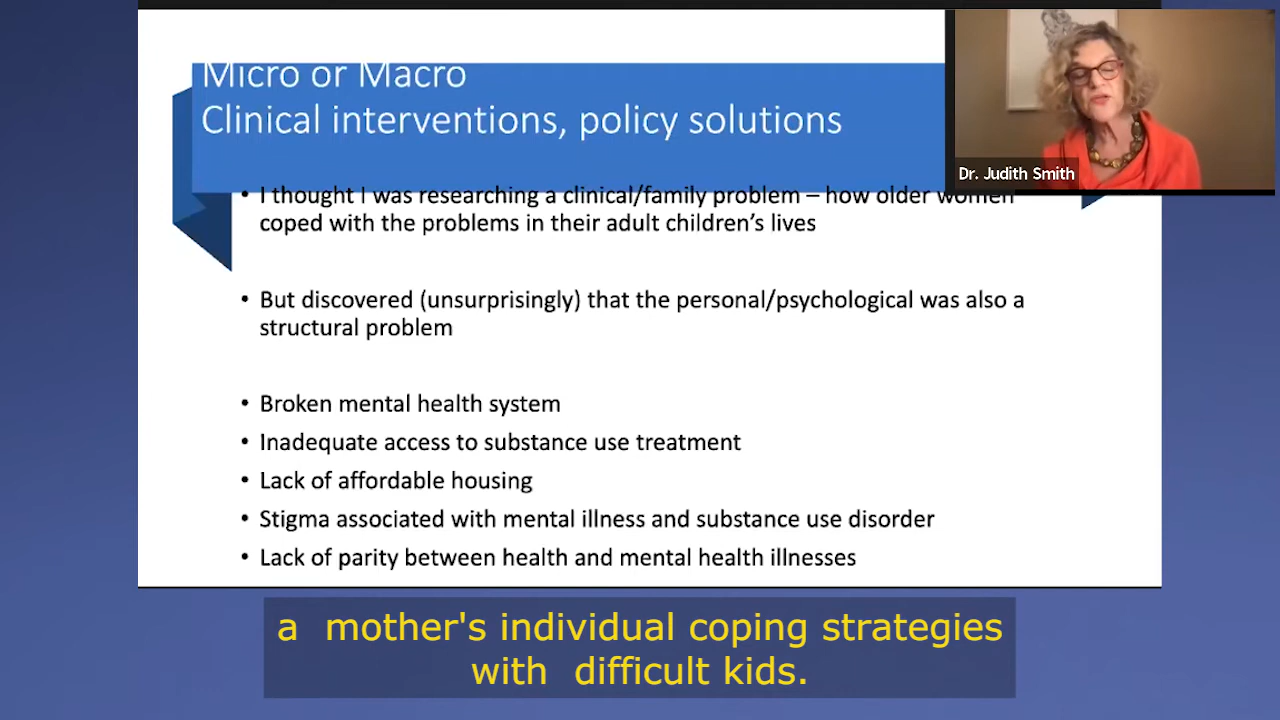 Micro or Macro
Clinical interventions, policy solutions
Dr. Judith Smith
• I thought I was researching a clinical/family problem – how older women
coped with the problems in their adult children's lives
• But discovered (unsurprisingly) that the personal/psychological was also a
structural problem
• Broken mental health system
• Inadequate access to substance use treatment
• Lack of affordable housing
• Stigma associated with mental illness and substance use disorder
• Lack of parity between health and mental health illnesses
a mother's individual coping strategies
with difficult kids.